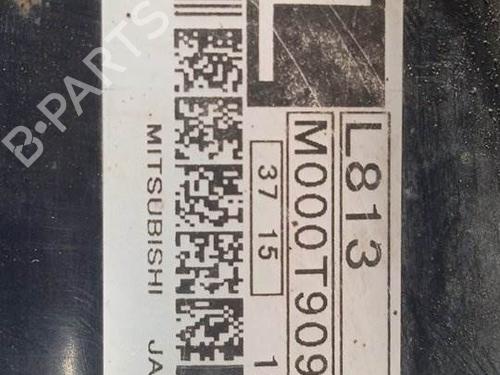 L
L813
M000T909
37 15
1
MITSUBISHI JA
B·PARTS